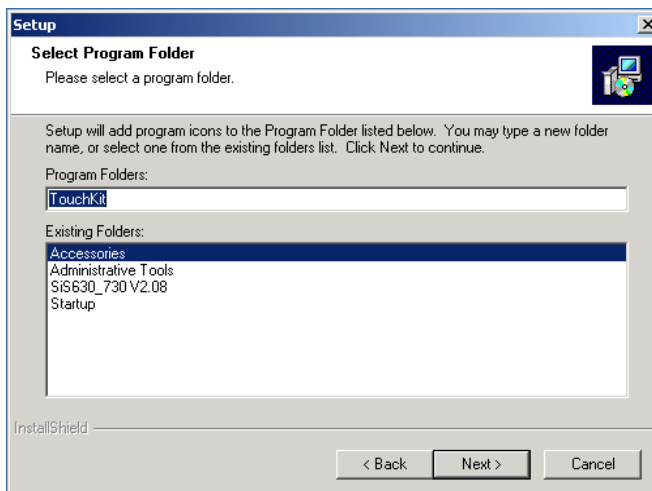 Setup
Select Program Folder
Please select a program folder.
Setup will add program icons to the Program Folder listed below. You may type a new folder
name, or select one from the existing folders list. Click Next to continue.
Program Folders:
TouchKit
Existing Folders:
Accessories
Administrative Tools
SiS630_730 V2.08
Startup
InstallShield
< Back Next > Cancel